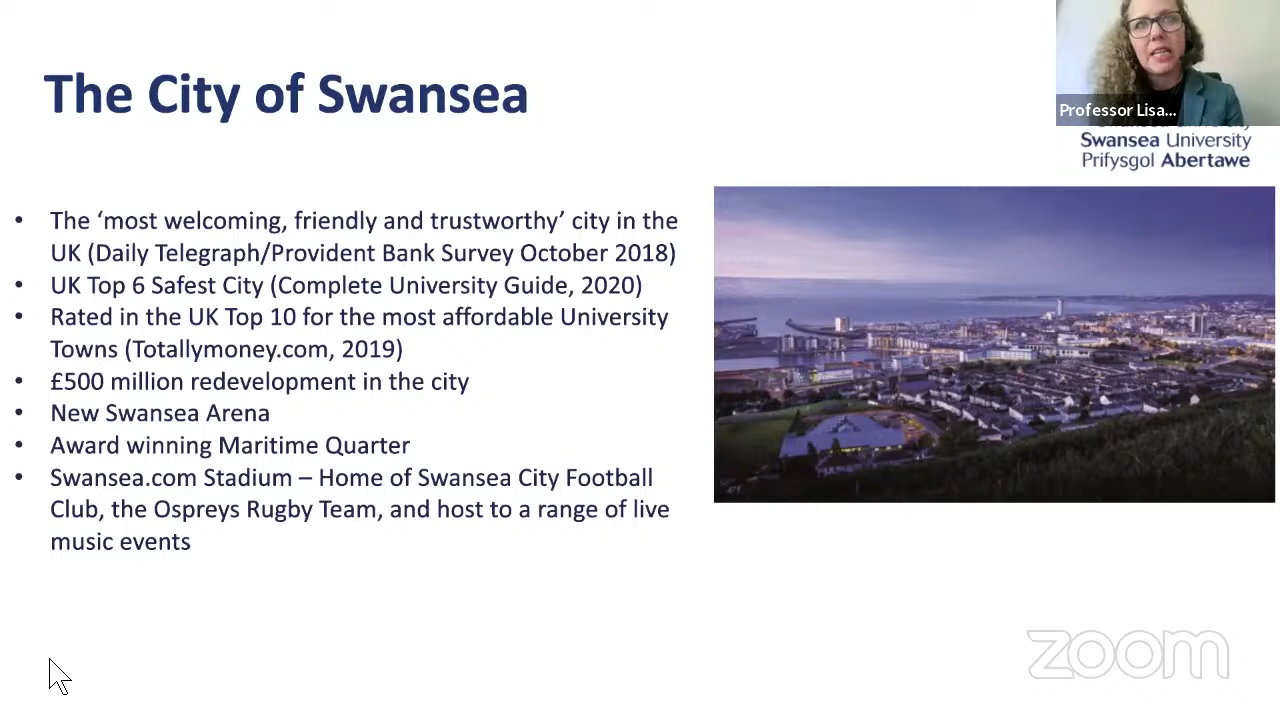 The City of Swansea
Professor Lisa...
Swansea University
Prifysgol Abertawe
• The ‘most welcoming, friendly and trustworthy’ city in the
UK (Daily Telegraph/Provident Bank Survey October 2018)
• UK Top 6 Safest City (Complete University Guide, 2020)
• Rated in the UK Top 10 for the most affordable University
Towns (Totallymoney.com, 2019)
• £500 million redevelopment in the city
• New Swansea Arena
• Award winning Maritime Quarter
• Swansea.com Stadium – Home of Swansea City Football
Club, the Ospreys Rugby Team, and host to a range of live
music events
zoom